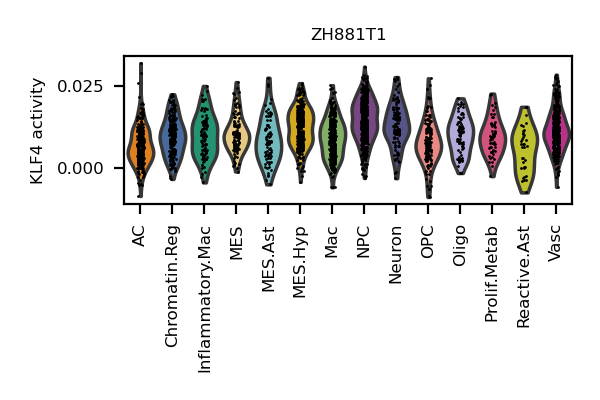 ZH881T1
KLF4 activity
0.025
0.000
AC
Chromatin.Reg
Inflammatory.Mac
MES
MES.Ast
MES.Hyp
Mac
NPC
Neuron
OPC
Oligo
Prolif.Metab
Reactive.Ast
Vasc